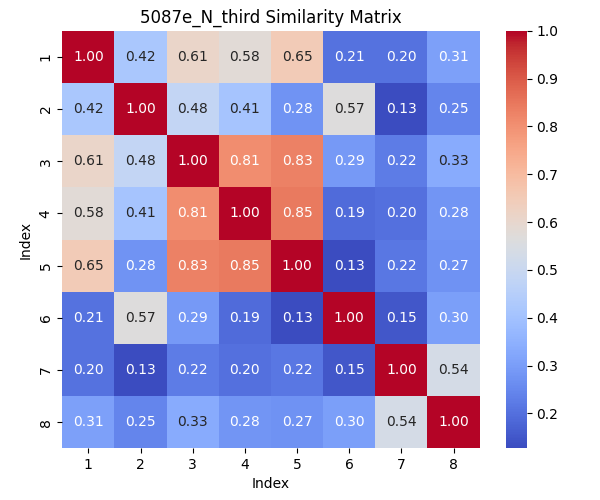 5087e_N_third Similarity Matrix
1 1.00 0.42 0.61 0.58 0.65 0.21 0.20 0.31
2 0.42 1.00 0.48 0.41 0.28 0.57 0.13 0.25
3 0.61 0.48 1.00 0.81 0.83 0.29 0.22 0.33
4 0.58 0.41 0.81 1.00 0.85 0.19 0.20 0.28
5 0.65 0.28 0.83 0.85 1.00 0.13 0.22 0.27
6 0.21 0.57 0.29 0.19 0.13 1.00 0.15 0.30
7 0.20 0.13 0.22 0.20 0.22 0.15 1.00 0.54
8 0.31 0.25 0.33 0.28 0.27 0.30 0.54 1.00
1 2 3 4 5 6 7 8
Index
Index
1.0
0.9
0.8
0.7
0.6
0.5
0.4
0.3
0.2